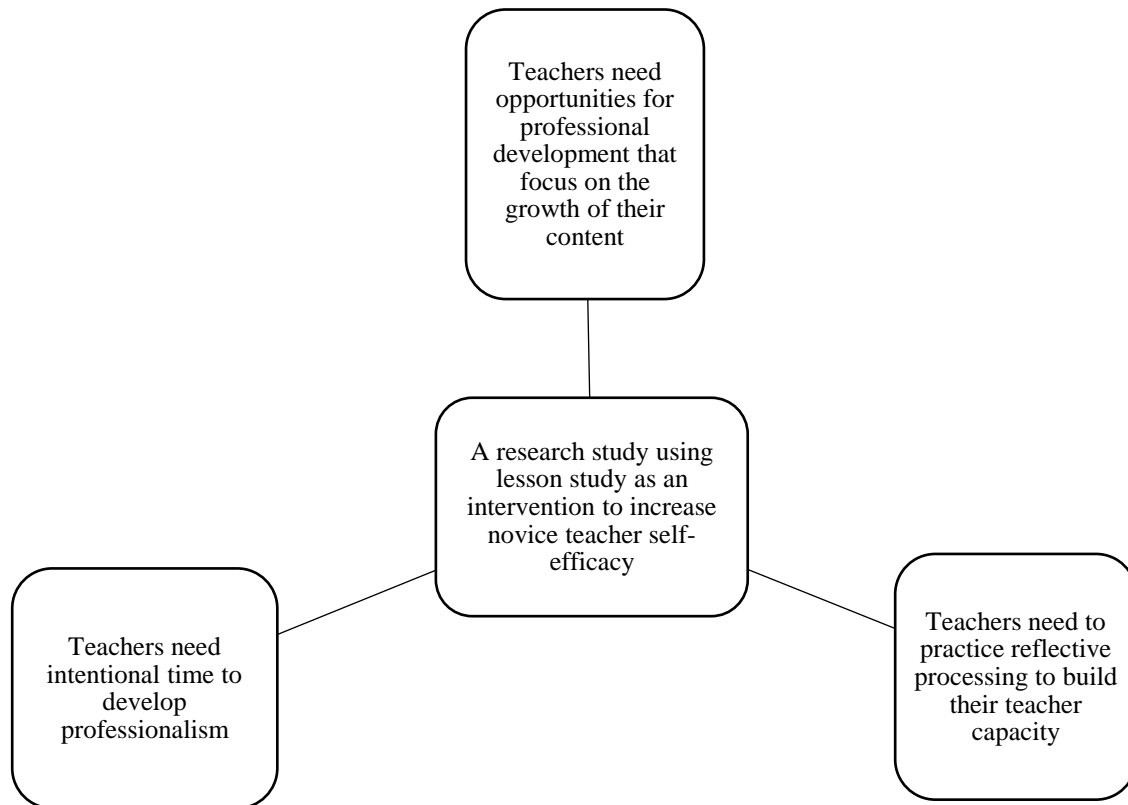 Teachers need
opportunities for
professional
development that
focus on the
growth of their
content
A research study using
lesson study as an
intervention to increase
novice teacher self-
efficacy
Teachers need
intentional time to
develop
professionalism
Teachers need to
practice reflective
processing to build
their teacher
capacity